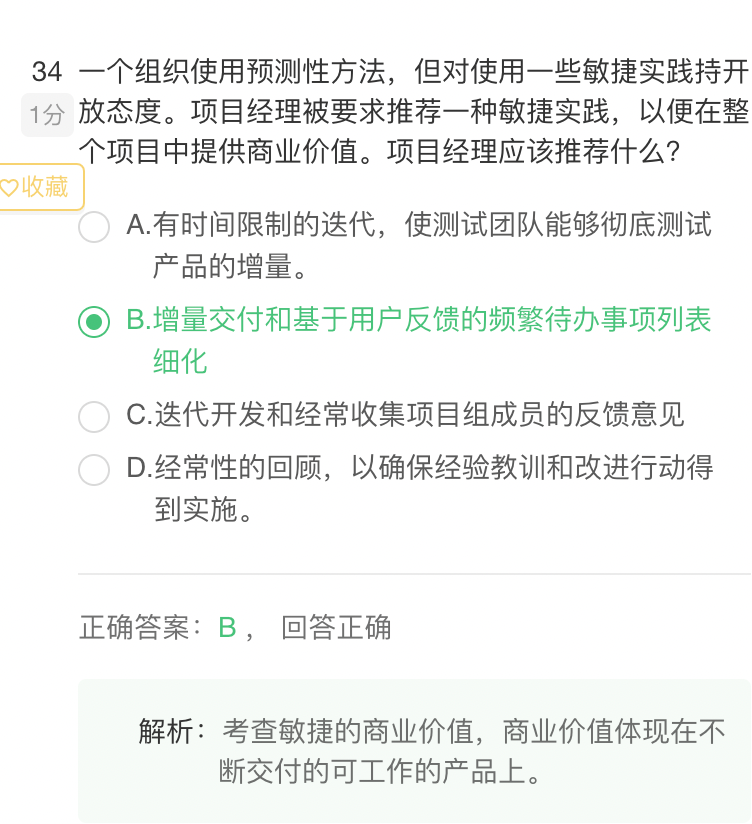 34 一个组织使用预测性方法，但对使用一些敏捷实践持开
1分 放态度。项目经理被要求推荐一种敏捷实践，以便在整
个项目中提供商业价值。项目经理应该推荐什么？
收藏
A.有时间限制的迭代，使测试团队能够彻底测试
产品的增量。
B.增量交付和基于用户反馈的频繁待办事项列表
细化
C.迭代开发和经常收集项目组成员的反馈意见
D.经常性的回顾，以确保经验教训和改进行动得
到实施。
正确答案：B ， 回答正确
解析：考查敏捷的商业价值，商业价值体现在不
断交付的可工作的产品上。